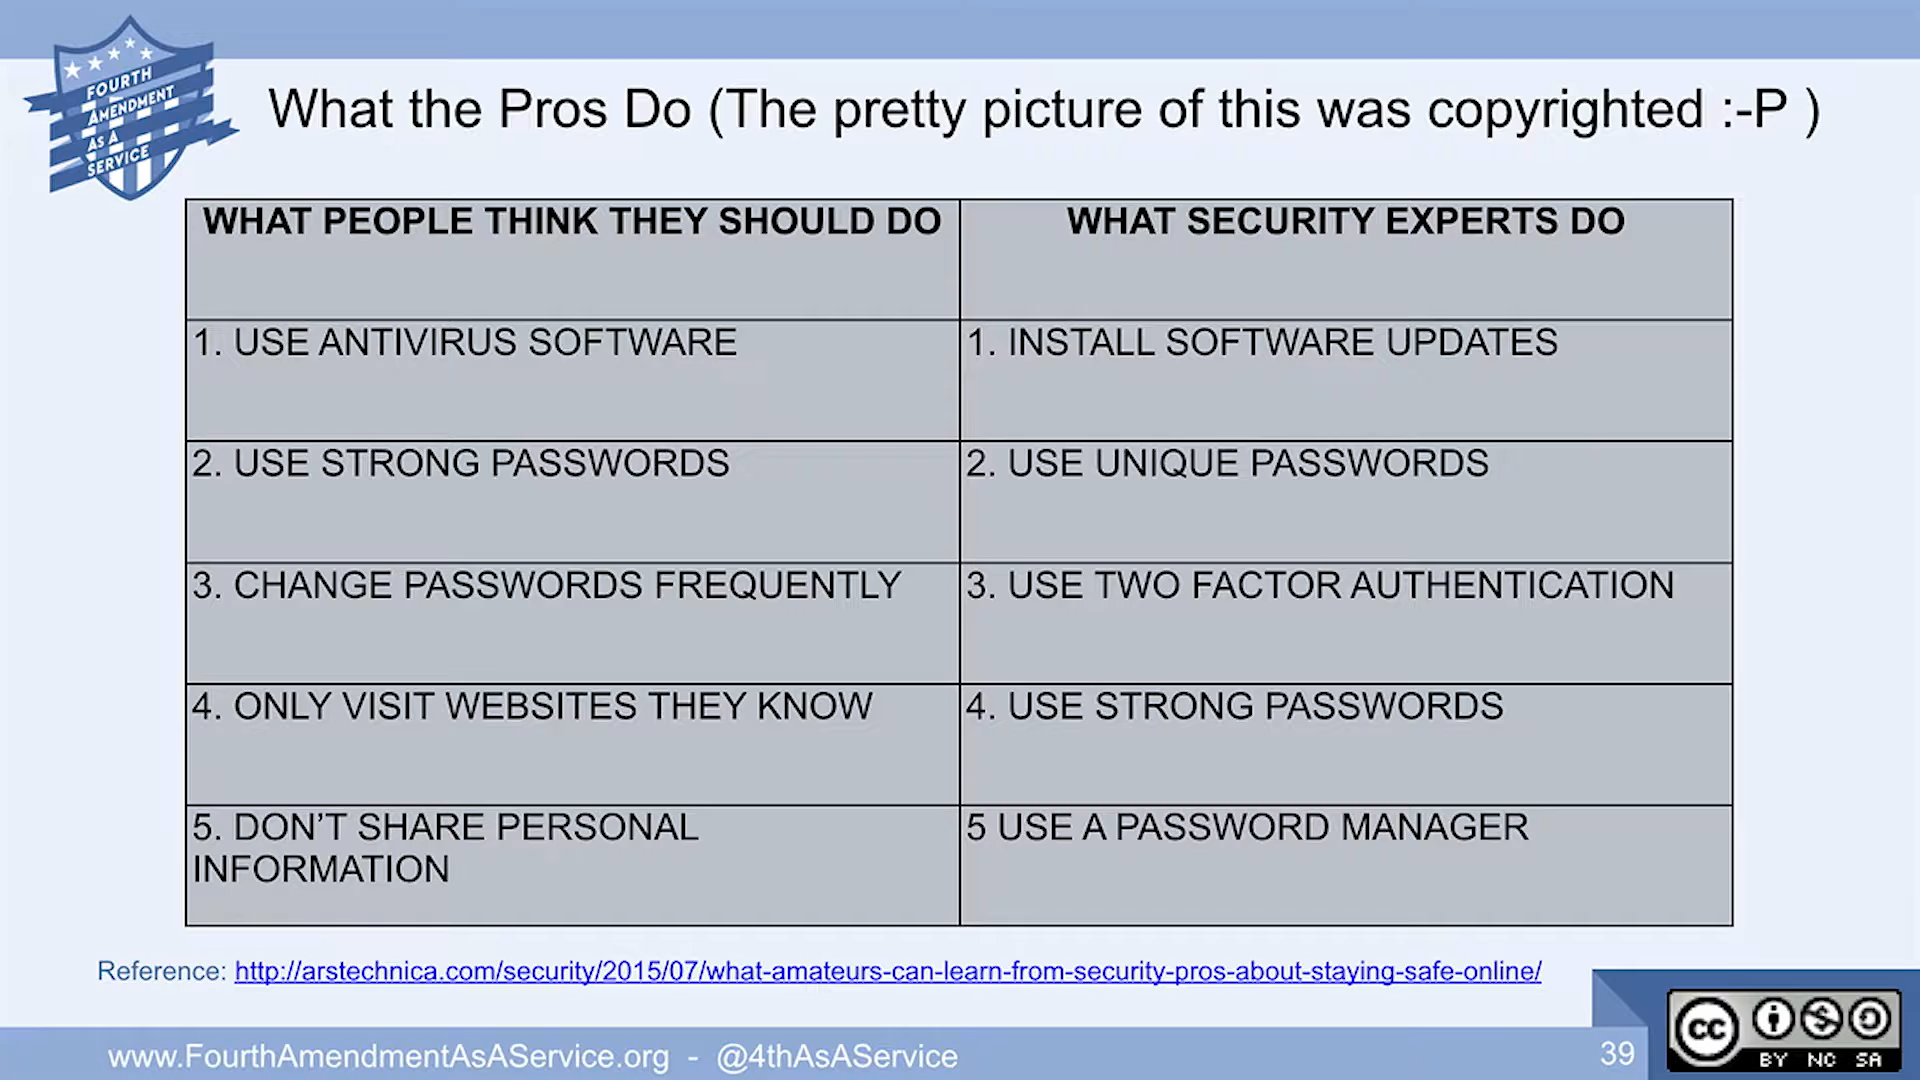 FOURTH
AMENDMENT
AS A
SERVICE
What the Pros Do (The pretty picture of this was copyrighted :-P )
WHAT PEOPLE THINK THEY SHOULD DO
WHAT SECURITY EXPERTS DO
1. USE ANTIVIRUS SOFTWARE
1. INSTALL SOFTWARE UPDATES
2. USE STRONG PASSWORDS
2. USE UNIQUE PASSWORDS
3. CHANGE PASSWORDS FREQUENTLY
3. USE TWO FACTOR AUTHENTICATION
4. ONLY VISIT WEBSITES THEY KNOW
4. USE STRONG PASSWORDS
5. DON’T SHARE PERSONAL
INFORMATION
5 USE A PASSWORD MANAGER
Reference: http://arstechnica.com/security/2015/07/what-amateurs-can-learn-from-security-pros-about-staying-safe-online/
www.FourthAmendmentAsAService.org - @4thAsAService
39
cc
BY NC SA